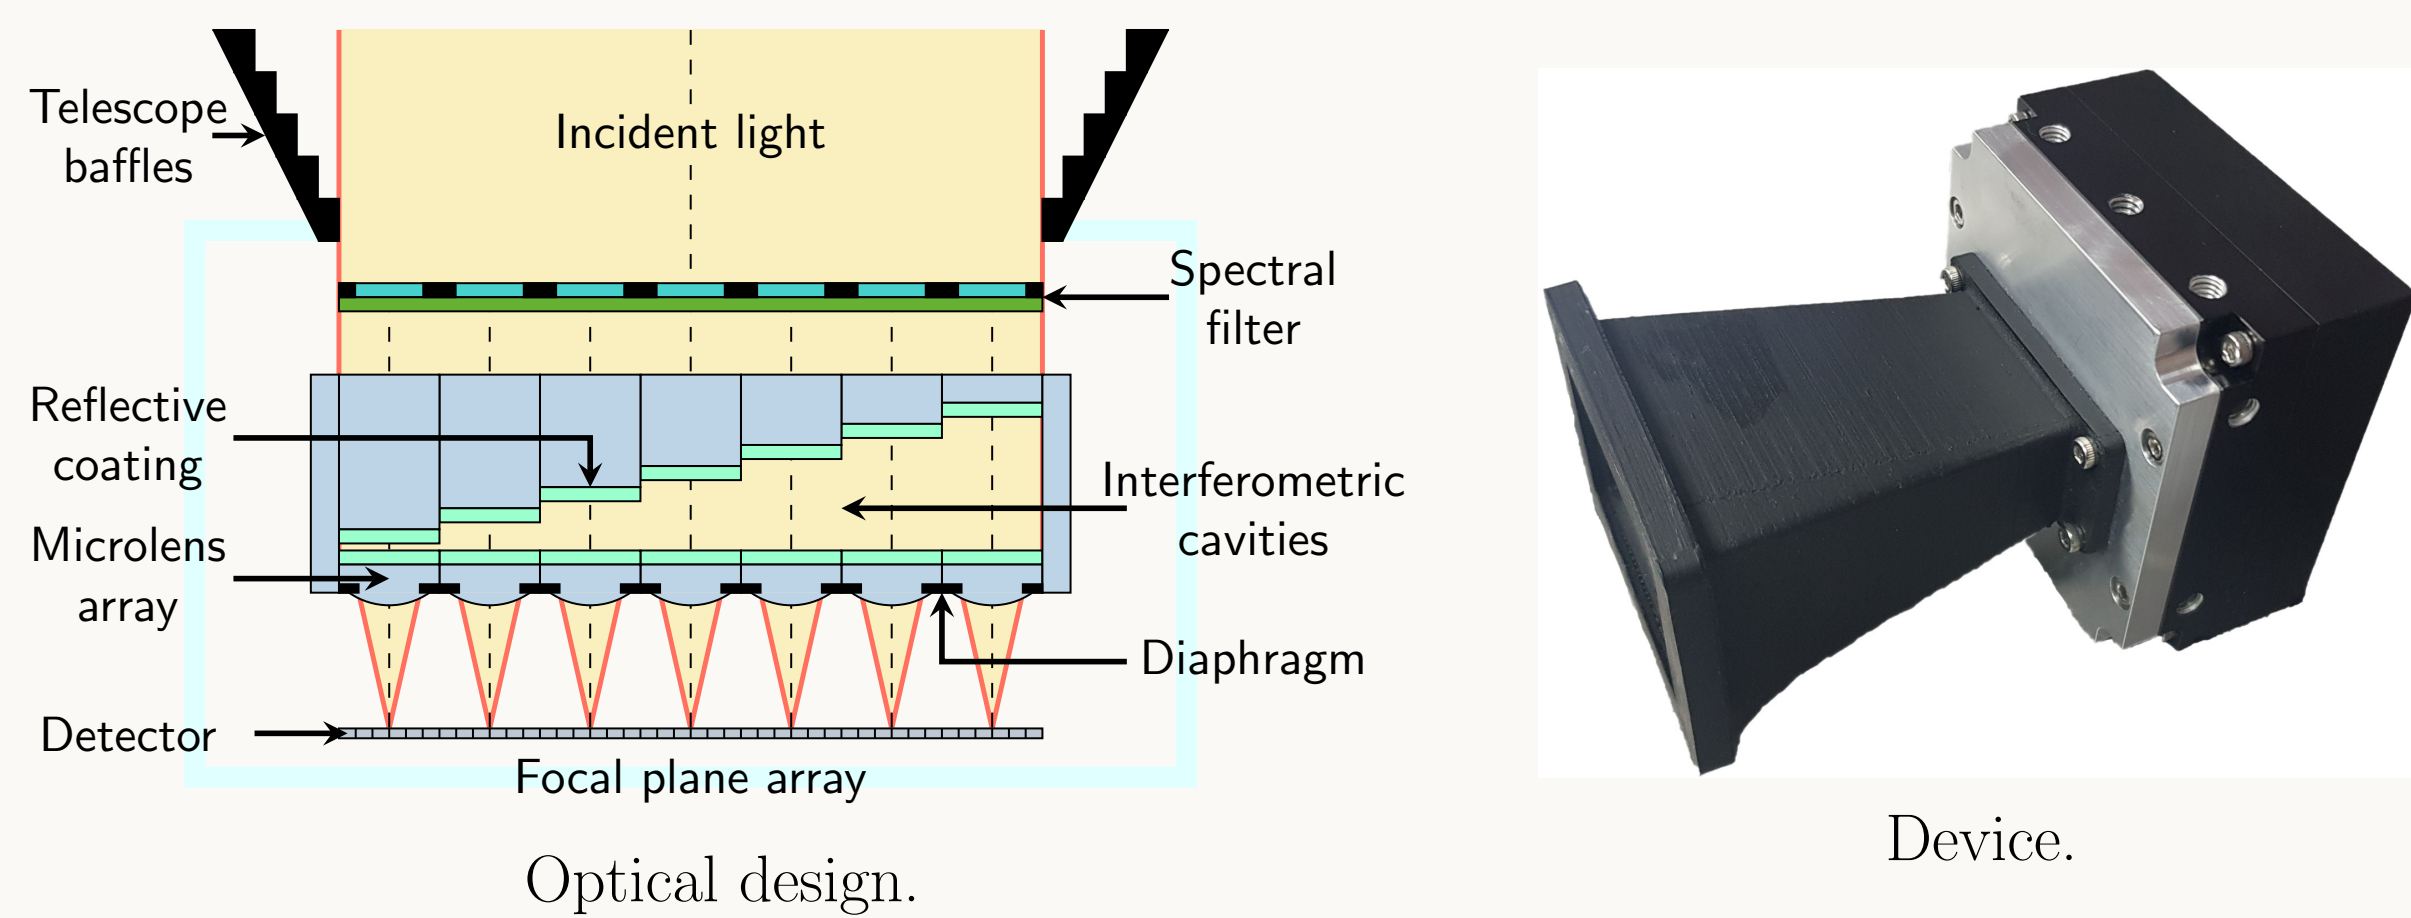 Telescope
baffles
Incident light
Spectral
filter
Reflective
coating
Interferometric
cavities
Microlens
array
Diaphragm
Detector
Focal plane array
Optical design.
Device.